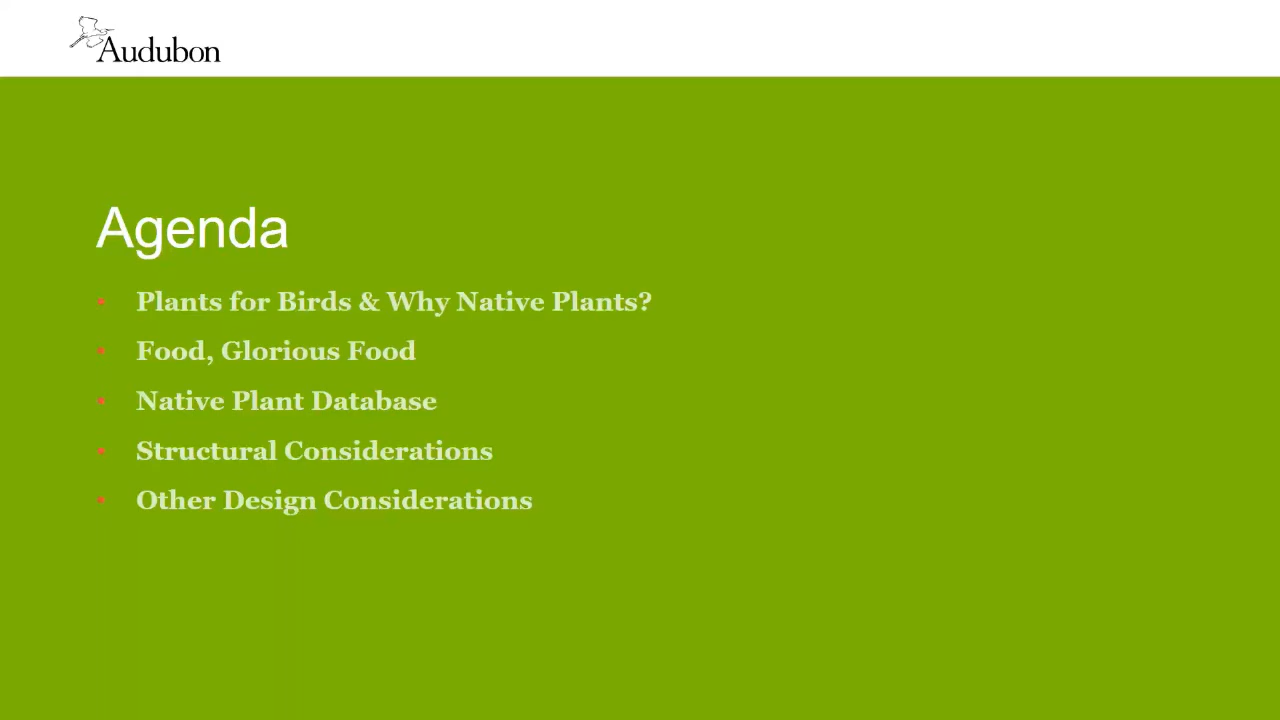 Audubon
Agenda
• Plants for Birds & Why Native Plants?
• Food, Glorious Food
• Native Plant Database
• Structural Considerations
• Other Design Considerations